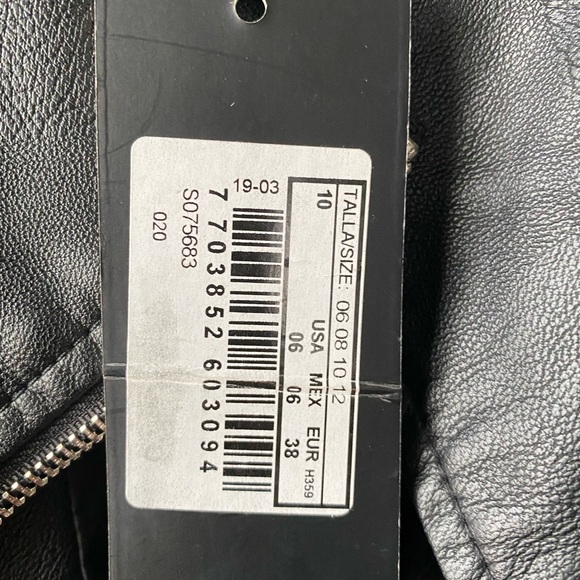 TALLA/SIZE: 06 08 10 12
10 USA MEX EUR H359
06 06 38
19-03
7 703852 603094
S075683
020